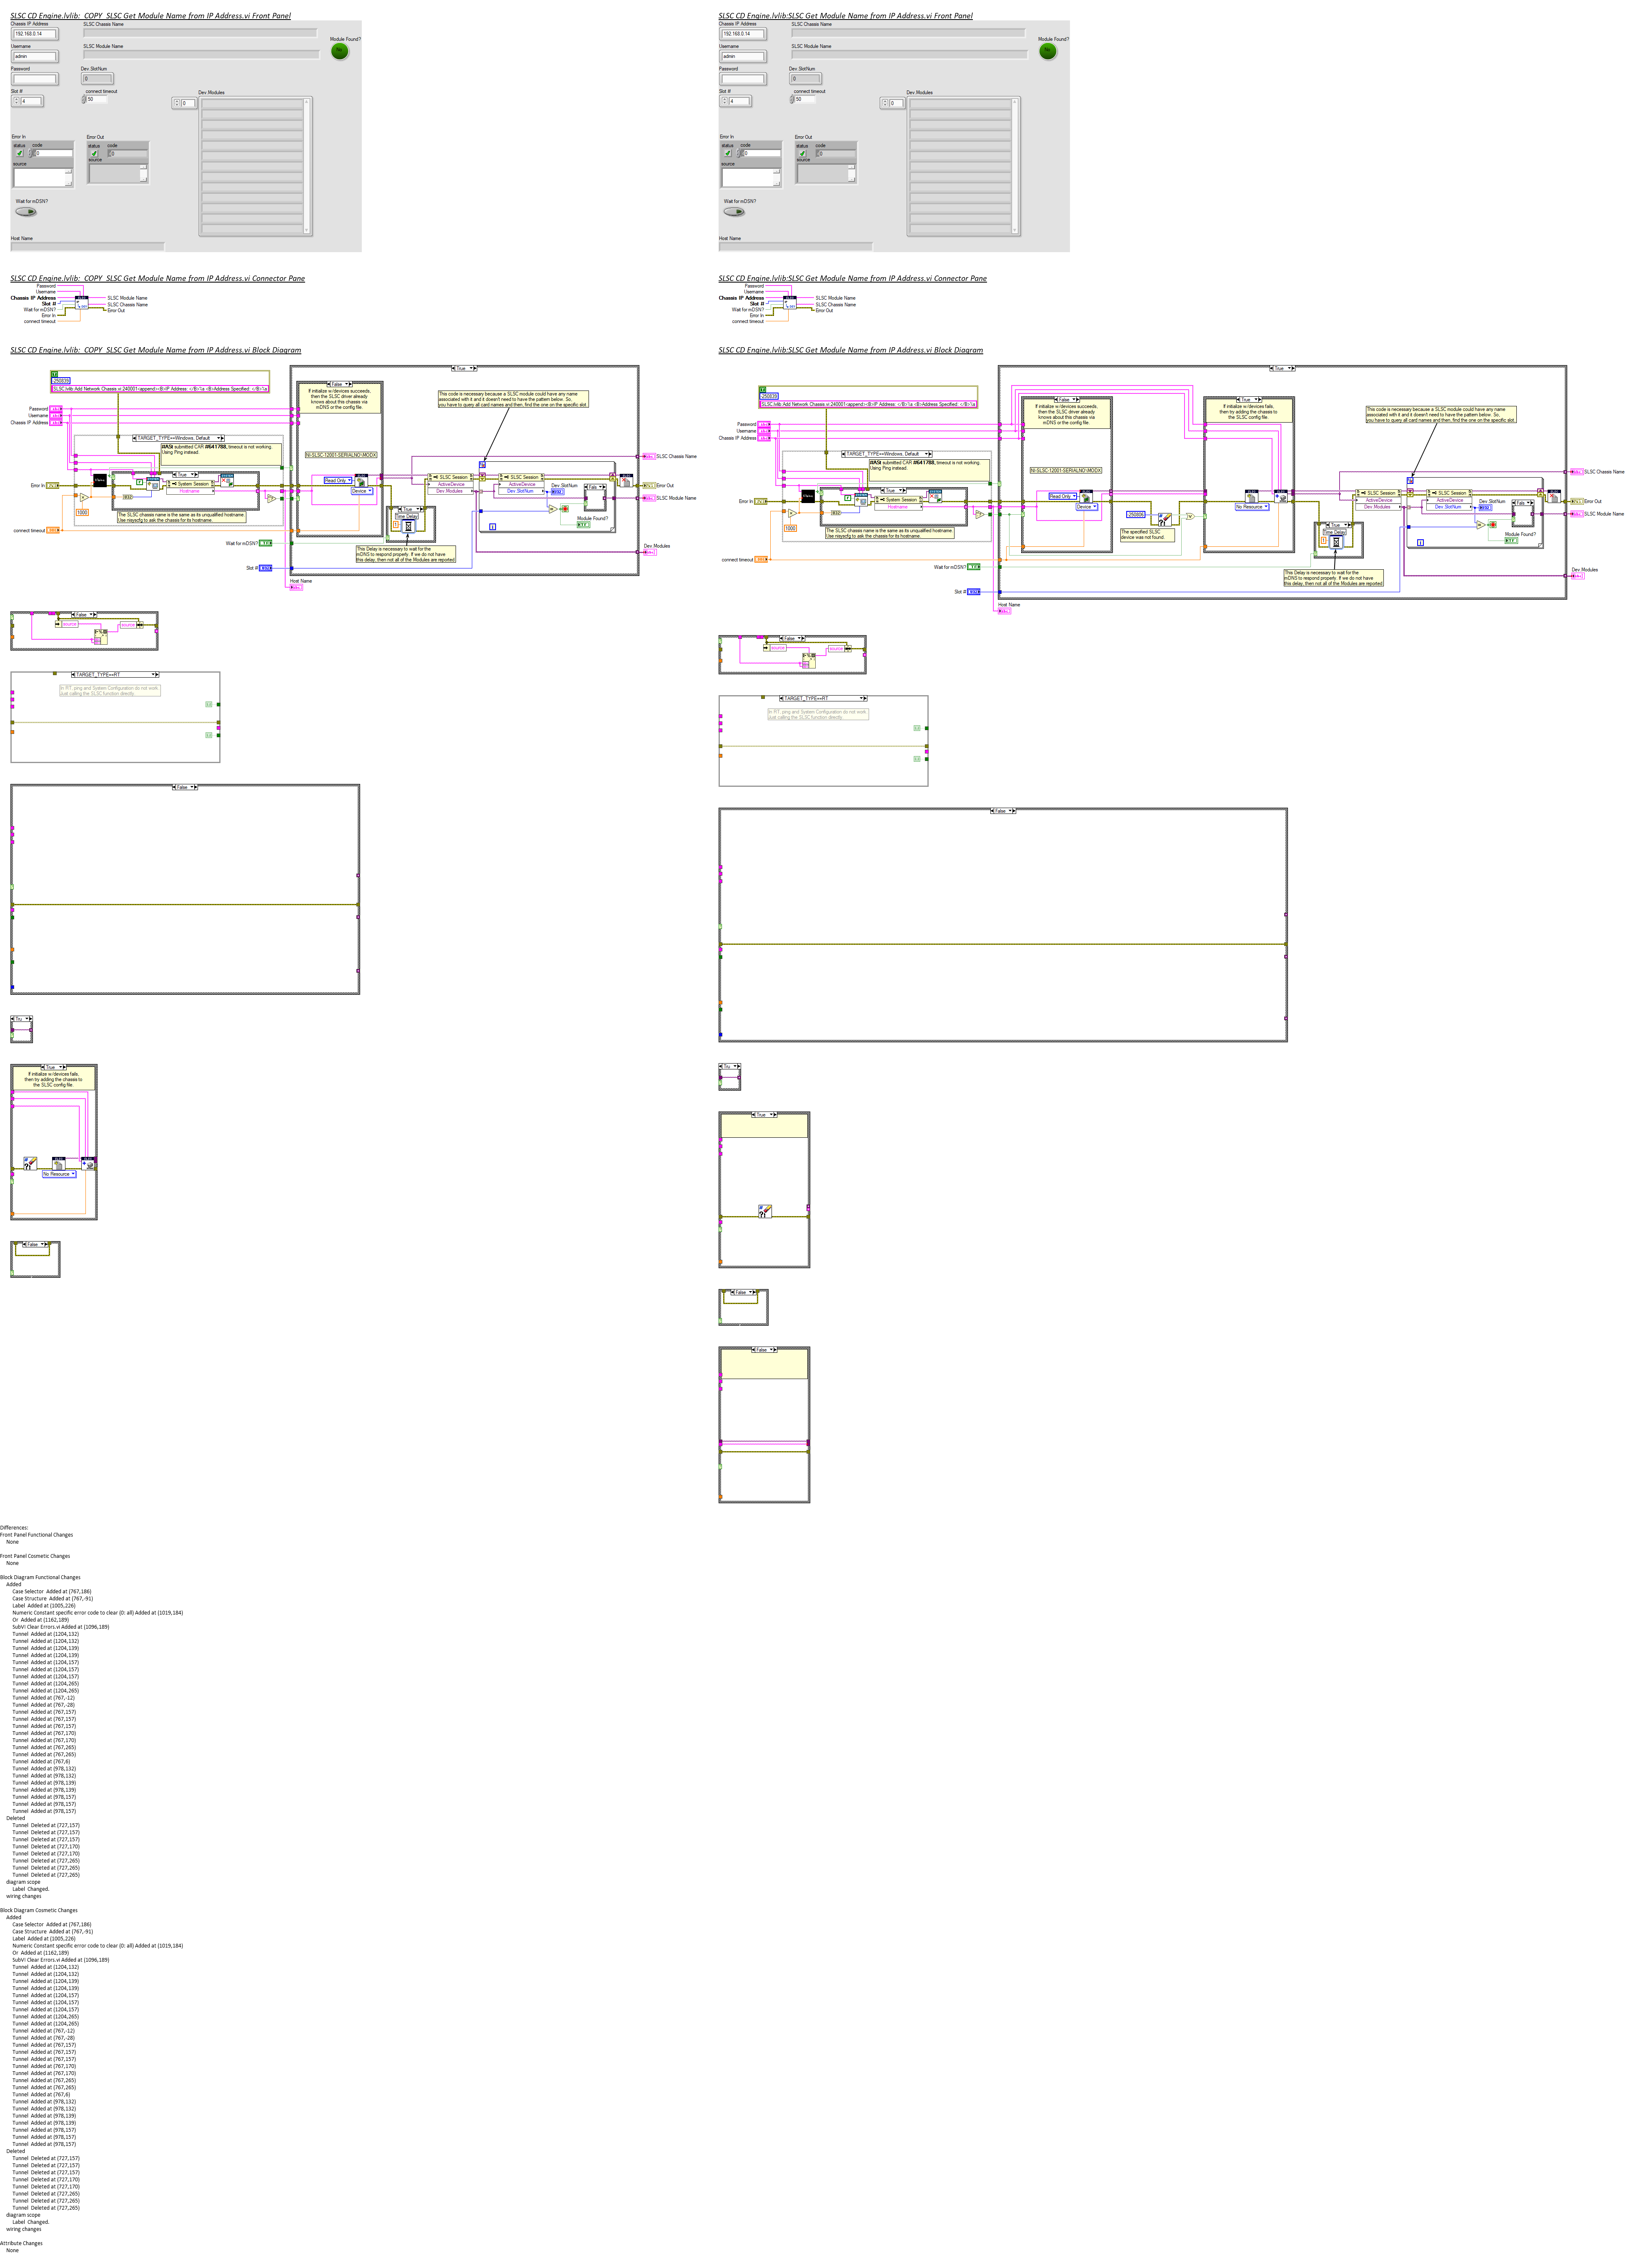 SLSC CD Engine.lvlib:_COPY_SLSC Get Module Name from IP Address.vi Front Panel
Chassis IP Address
SLSC Chassis Name
192.168.0.14
Module Found?
Username
SLSC Module Name
admin
Password
Dev.SlotNum
0
Slot #
connect timeout
4
50
Dev.Modules
0
Error In
Error Out
status code
status code
0
0
source
source
Wait for mDSN?
Host Name
SLSC CD Engine.lvlib:_COPY_SLSC Get Module Name from IP Address.vi Connector Pane
Password
Username
Chassis IP Address
SLSC Module Name
Slot #
SLSC Chassis Name
Wait for mDSN?
Error Out
Error In
connect timeout
SLSC CD Engine.lvlib:_COPY_SLSC Get Module Name from IP Address.vi Block Diagram
True
-250839
SLSC.lvlib Add Network Chassis.vi:240001<append><B>IP Address: </B>%s <B>Address Specified: </B>%s
False
If initialize w/devices succeeds,
then the SLSC driver already
knows about this chassis via
mDNS or the config file.
This code is necessary because a SLSC module could have any name
associated with it and it doesn't need to have the pattern below. So,
you have to query all card names and then, find the one on the specific slot.
Password
Username
Chassis IP Address
TARGET_TYPE==Windows, Default
##ASt submitted CAR ##641788, timeout is not working.
Using Ping instead.
NI-SLSC-12001-SERIALNO\MODX
SLSC Chassis Name
True
System Session
Hostname
Error In
Read Only
Device
SLSC Session
ActiveDevice
Dev.Modules
SLSC Session
ActiveDevice
Dev.SlotNum
Dev.SlotNum
False
Error Out
SLSC Module Name
1000
The SLSC chassis name is the same as its unqualified hostname.
Use nisyscfg to ask the chassis for its hostname.
True
Time Delay
1
Module Found?
connect timeout
Wait for mDSN?
This Delay is necessary to wait for the
mDNS to respond properly. If we do not have
this delay, then not all of the Modules are reported
Dev.Modules
Slot #
Host Name
False
source
source
TARGET_TYPE==RT
In RT, ping and System Configuration do not work.
Just calling the SLSC function directly.
False
Tru
True
If initialize w/devices fails,
then try adding the chassis to
the SLSC config file.
No Resource
False
SLSC CD Engine.lvlib:SLSC Get Module Name from IP Address.vi Front Panel
Chassis IP Address
SLSC Chassis Name
192.168.0.14
Module Found?
Username
SLSC Module Name
admin
Password
Dev.SlotNum
0
Slot #
connect timeout
4
50
Dev.Modules
0
Error In
Error Out
status code
status code
0
0
source
source
Wait for mDSN?
Host Name
SLSC CD Engine.lvlib:SLSC Get Module Name from IP Address.vi Connector Pane
Password
Username
Chassis IP Address
SLSC Module Name
Slot #
SLSC Chassis Name
Wait for mDSN?
Error Out
Error In
connect timeout
SLSC CD Engine.lvlib:SLSC Get Module Name from IP Address.vi Block Diagram
True
-250839
SLSC.lvlib Add Network Chassis.vi:240001<append><B>IP Address: </B>%s <B>Address Specified: </B>%s
False
If initialize w/devices succeeds,
then the SLSC driver already
knows about this chassis via
mDNS or the config file.
True
If initialize w/devices fails,
then try adding the chassis to
the SLSC config file.
This code is necessary because a SLSC module could have any name
associated with it and it doesn't need to have the pattern below. So,
you have to query all card names and then, find the one on the specific slot.
Password
Username
Chassis IP Address
TARGET_TYPE==Windows, Default
##ASt submitted CAR ##641788, timeout is not working.
Using Ping instead.
NI-SLSC-12001-SERIALNO\MODX
SLSC Chassis Name
True
System Session
Hostname
Error In
Read Only
Device
No Resource
SLSC Session
ActiveDevice
Dev.Modules
SLSC Session
ActiveDevice
Dev.SlotNum
Dev.SlotNum
False
Error Out
SLSC Module Name
-250806
The specified SLSC
device was not found.
1000
The SLSC chassis name is the same as its unqualified hostname.
Use nisyscfg to ask the chassis for its hostname.
True
Time Delay
1
Module Found?
connect timeout
Wait for mDSN?
This Delay is necessary to wait for the
mDNS to respond properly. If we do not have
this delay, then not all of the Modules are reported
Dev.Modules
Slot #
Host Name
False
source
source
TARGET_TYPE==RT
In RT, ping and System Configuration do not work.
Just calling the SLSC function directly.
False
Tru
True
False
False
Differences:
Front Panel Functional Changes
None
Front Panel Cosmetic Changes
None
Block Diagram Functional Changes
Added
Case Selector Added at (767,186)
Case Structure Added at (767,-91)
Label Added at (1005,226)
Numeric Constant specific error code to clear (0: all) Added at (1019,184)
Or Added at (1162,189)
SubVI Clear Errors.vi Added at (1096,189)
Tunnel Added at (1204,132)
Tunnel Added at (1204,132)
Tunnel Added at (1204,139)
Tunnel Added at (1204,139)
Tunnel Added at (1204,157)
Tunnel Added at (1204,157)
Tunnel Added at (1204,157)
Tunnel Added at (1204,265)
Tunnel Added at (1204,265)
Tunnel Added at (767,-12)
Tunnel Added at (767,-28)
Tunnel Added at (767,157)
Tunnel Added at (767,157)
Tunnel Added at (767,157)
Tunnel Added at (767,170)
Tunnel Added at (767,170)
Tunnel Added at (767,265)
Tunnel Added at (767,265)
Tunnel Added at (767,6)
Tunnel Added at (978,132)
Tunnel Added at (978,132)
Tunnel Added at (978,139)
Tunnel Added at (978,139)
Tunnel Added at (978,157)
Tunnel Added at (978,157)
Tunnel Added at (978,157)
Deleted
Tunnel Deleted at (727,157)
Tunnel Deleted at (727,157)
Tunnel Deleted at (727,157)
Tunnel Deleted at (727,170)
Tunnel Deleted at (727,170)
Tunnel Deleted at (727,265)
Tunnel Deleted at (727,265)
Tunnel Deleted at (727,265)
diagram scope
Label Changed.
wiring changes
Block Diagram Cosmetic Changes
Added
Case Selector Added at (767,186)
Case Structure Added at (767,-91)
Label Added at (1005,226)
Numeric Constant specific error code to clear (0: all) Added at (1019,184)
Or Added at (1162,189)
SubVI Clear Errors.vi Added at (1096,189)
Tunnel Added at (1204,132)
Tunnel Added at (1204,132)
Tunnel Added at (1204,139)
Tunnel Added at (1204,139)
Tunnel Added at (1204,157)
Tunnel Added at (1204,157)
Tunnel Added at (1204,157)
Tunnel Added at (1204,265)
Tunnel Added at (1204,265)
Tunnel Added at (767,-12)
Tunnel Added at (767,-28)
Tunnel Added at (767,157)
Tunnel Added at (767,157)
Tunnel Added at (767,157)
Tunnel Added at (767,170)
Tunnel Added at (767,170)
Tunnel Added at (767,265)
Tunnel Added at (767,265)
Tunnel Added at (767,6)
Tunnel Added at (978,132)
Tunnel Added at (978,132)
Tunnel Added at (978,139)
Tunnel Added at (978,139)
Tunnel Added at (978,157)
Tunnel Added at (978,157)
Tunnel Added at (978,157)
Deleted
Tunnel Deleted at (727,157)
Tunnel Deleted at (727,157)
Tunnel Deleted at (727,157)
Tunnel Deleted at (727,170)
Tunnel Deleted at (727,170)
Tunnel Deleted at (727,265)
Tunnel Deleted at (727,265)
Tunnel Deleted at (727,265)
diagram scope
Label Changed.
wiring changes
Attribute Changes
None